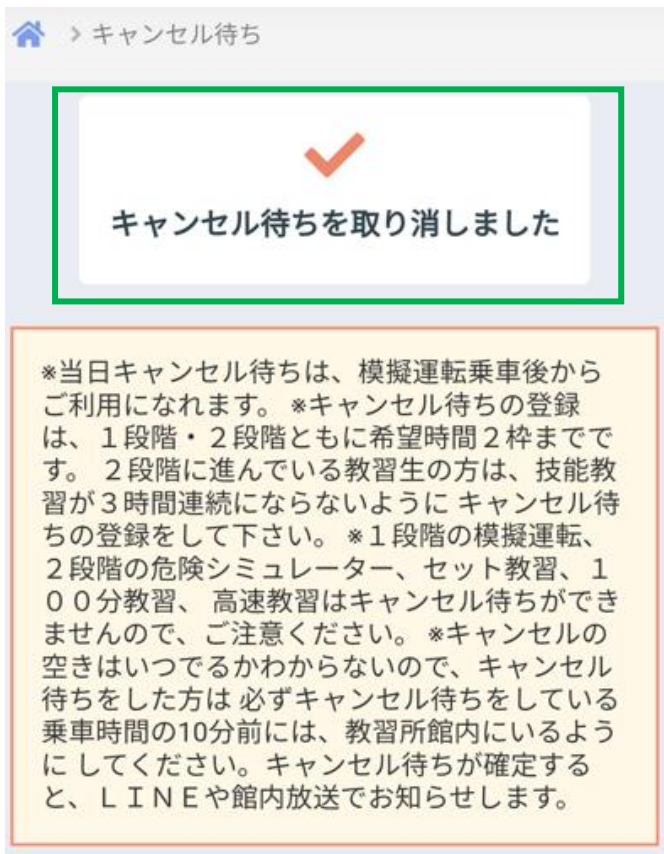 > キャンセル待ち
キャンセル待ちを取り消しました
※当日キャンセル待ちは、模擬運転乗車後から
ご利用になれます。 ※キャンセル待ちの登録
は、１段階・２段階ともに希望時間２枠までで
す。 ２段階に進んでいる教習生の方は、技能教
習が３時間連続にならないように キャンセル待
ちの登録をして下さい。 ※１段階の模擬運転、
２段階の危険シミュレーター、セット教習、１
００分教習、 高速教習はキャンセル待ちができ
ませんので、ご注意ください。 ※キャンセルの
空きはいつでるかわからないので、キャンセル
待ちをした方は 必ずキャンセル待ちをしている
乗車時間の10分前には、教習所館内にいるよう
に してください。キャンセル待ちが確定する
と、ＬＩＮＥや館内放送でお知らせします。